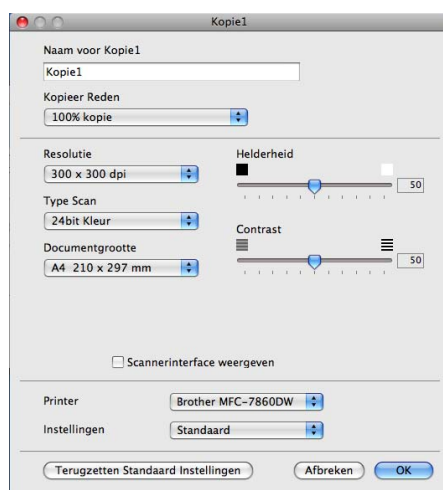 Kopie1
Naam voor Kopie1
Kopie1
Kopieer Reden
100% kopie
Resolutie
300 x 300 dpi
Type Scan
24bit Kleur
Documentgrootte
A4 210 x 297 mm
Helderheid
50
Contrast
50
Scannerinterface weergeven
Printer
Brother MFC-7860DW
Instellingen
Standaard
Terugzetten Standaard Instellingen
Afbreken
OK